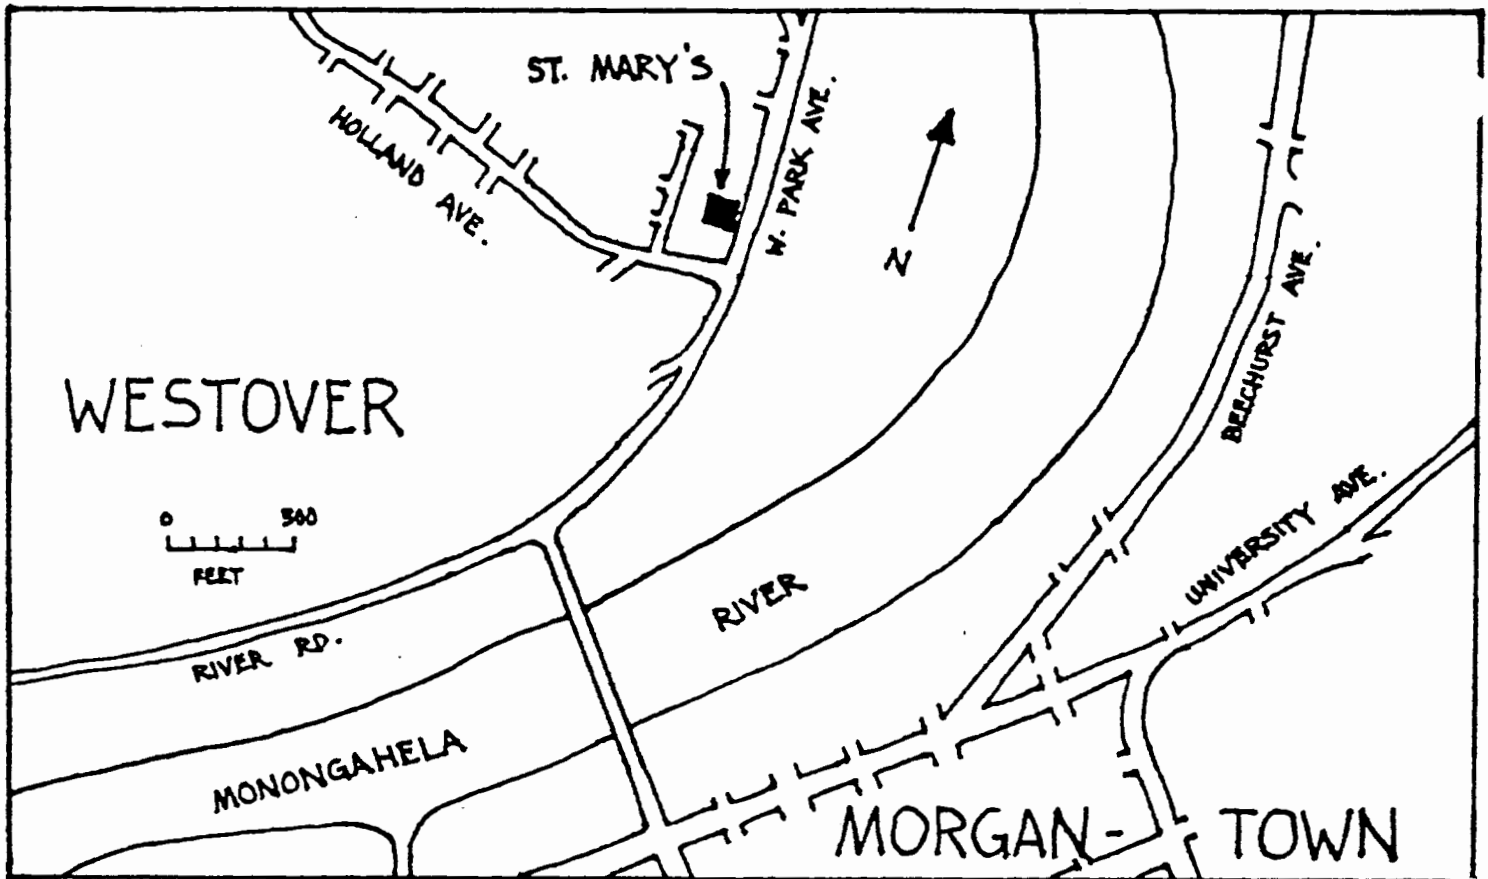 ST. MARY'S
HOLLAND AVE.
W. PARK AVE.
N
BEECHURST AVE.
WESTOVER
0 500
FEET
UNIVERSITY AVE.
RIVER RD.
RIVER
MONONGAHELA
MORGAN-TOWN